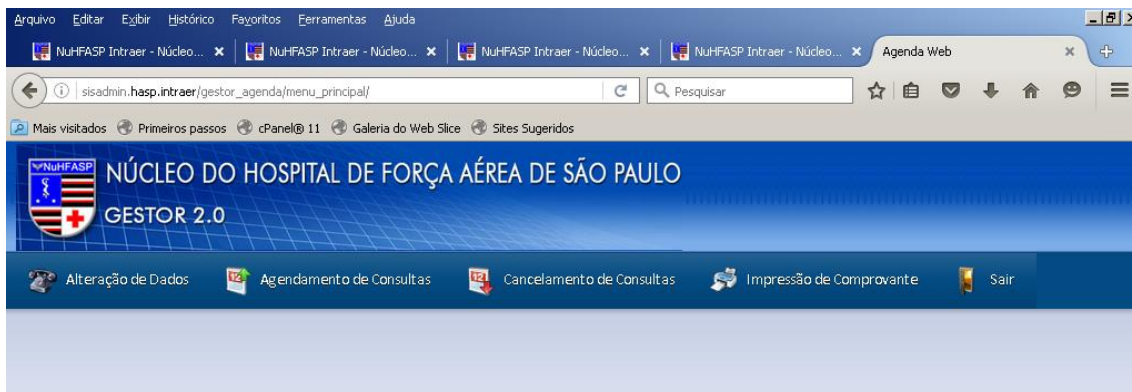 Arquivo Editar Exibir Histórico Favoritos Ferramentas Ajuda
NuHFASP Intraer - Núcleo... NuHFASP Intraer - Núcleo... NuHFASP Intraer - Núcleo... NuHFASP Intraer - Núcleo... Agenda Web
sisadmin.hasp.intraer/gestor_agenda/menu_principal/ Pesquisar
Mais visitados Primeiros passos cPanel® 11 Galeria do Web Slice Sites Sugeridos
NuHFASP NÚCLEO DO HOSPITAL DE FORÇA AÉREA DE SÃO PAULO
GESTOR 2.0
Alteração de Dados 12 Agendamento de Consultas 12 Cancelamento de Consultas Impressão de Comprovante Sair